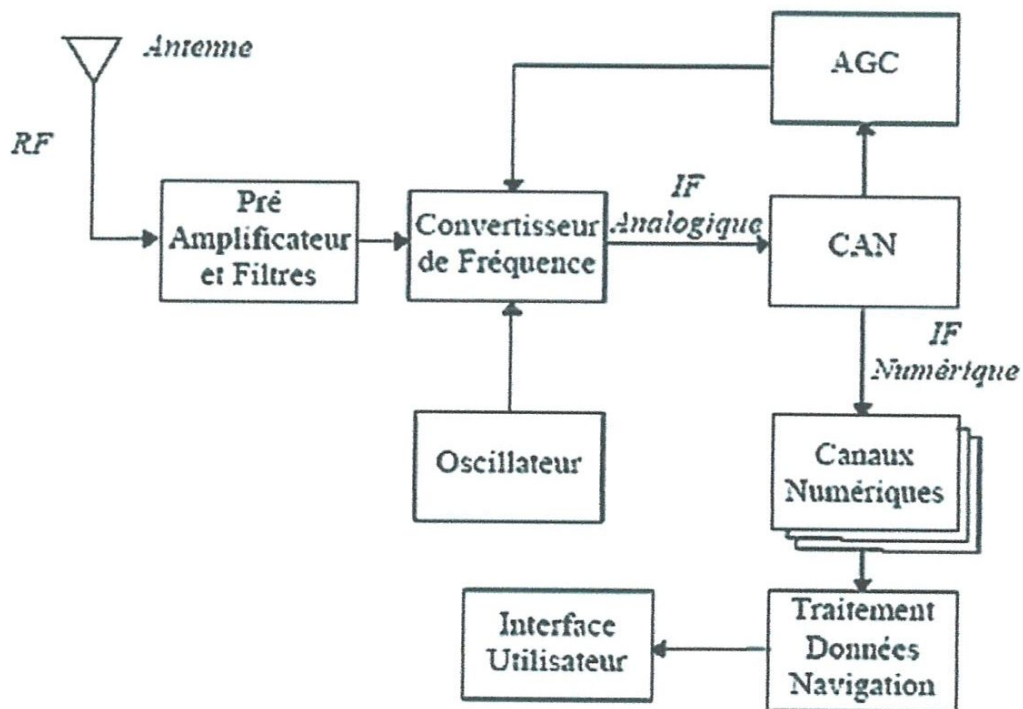 Antenne
RF
Pré
Amplificateur
et Filtres
Convertisseur
de Fréquence
IF
Analogique
AGC
CAN
IF
Numérique
Oscillateur
Canaux
Numériques
Traitement
Données
Navigation
Interface
Utilisateur